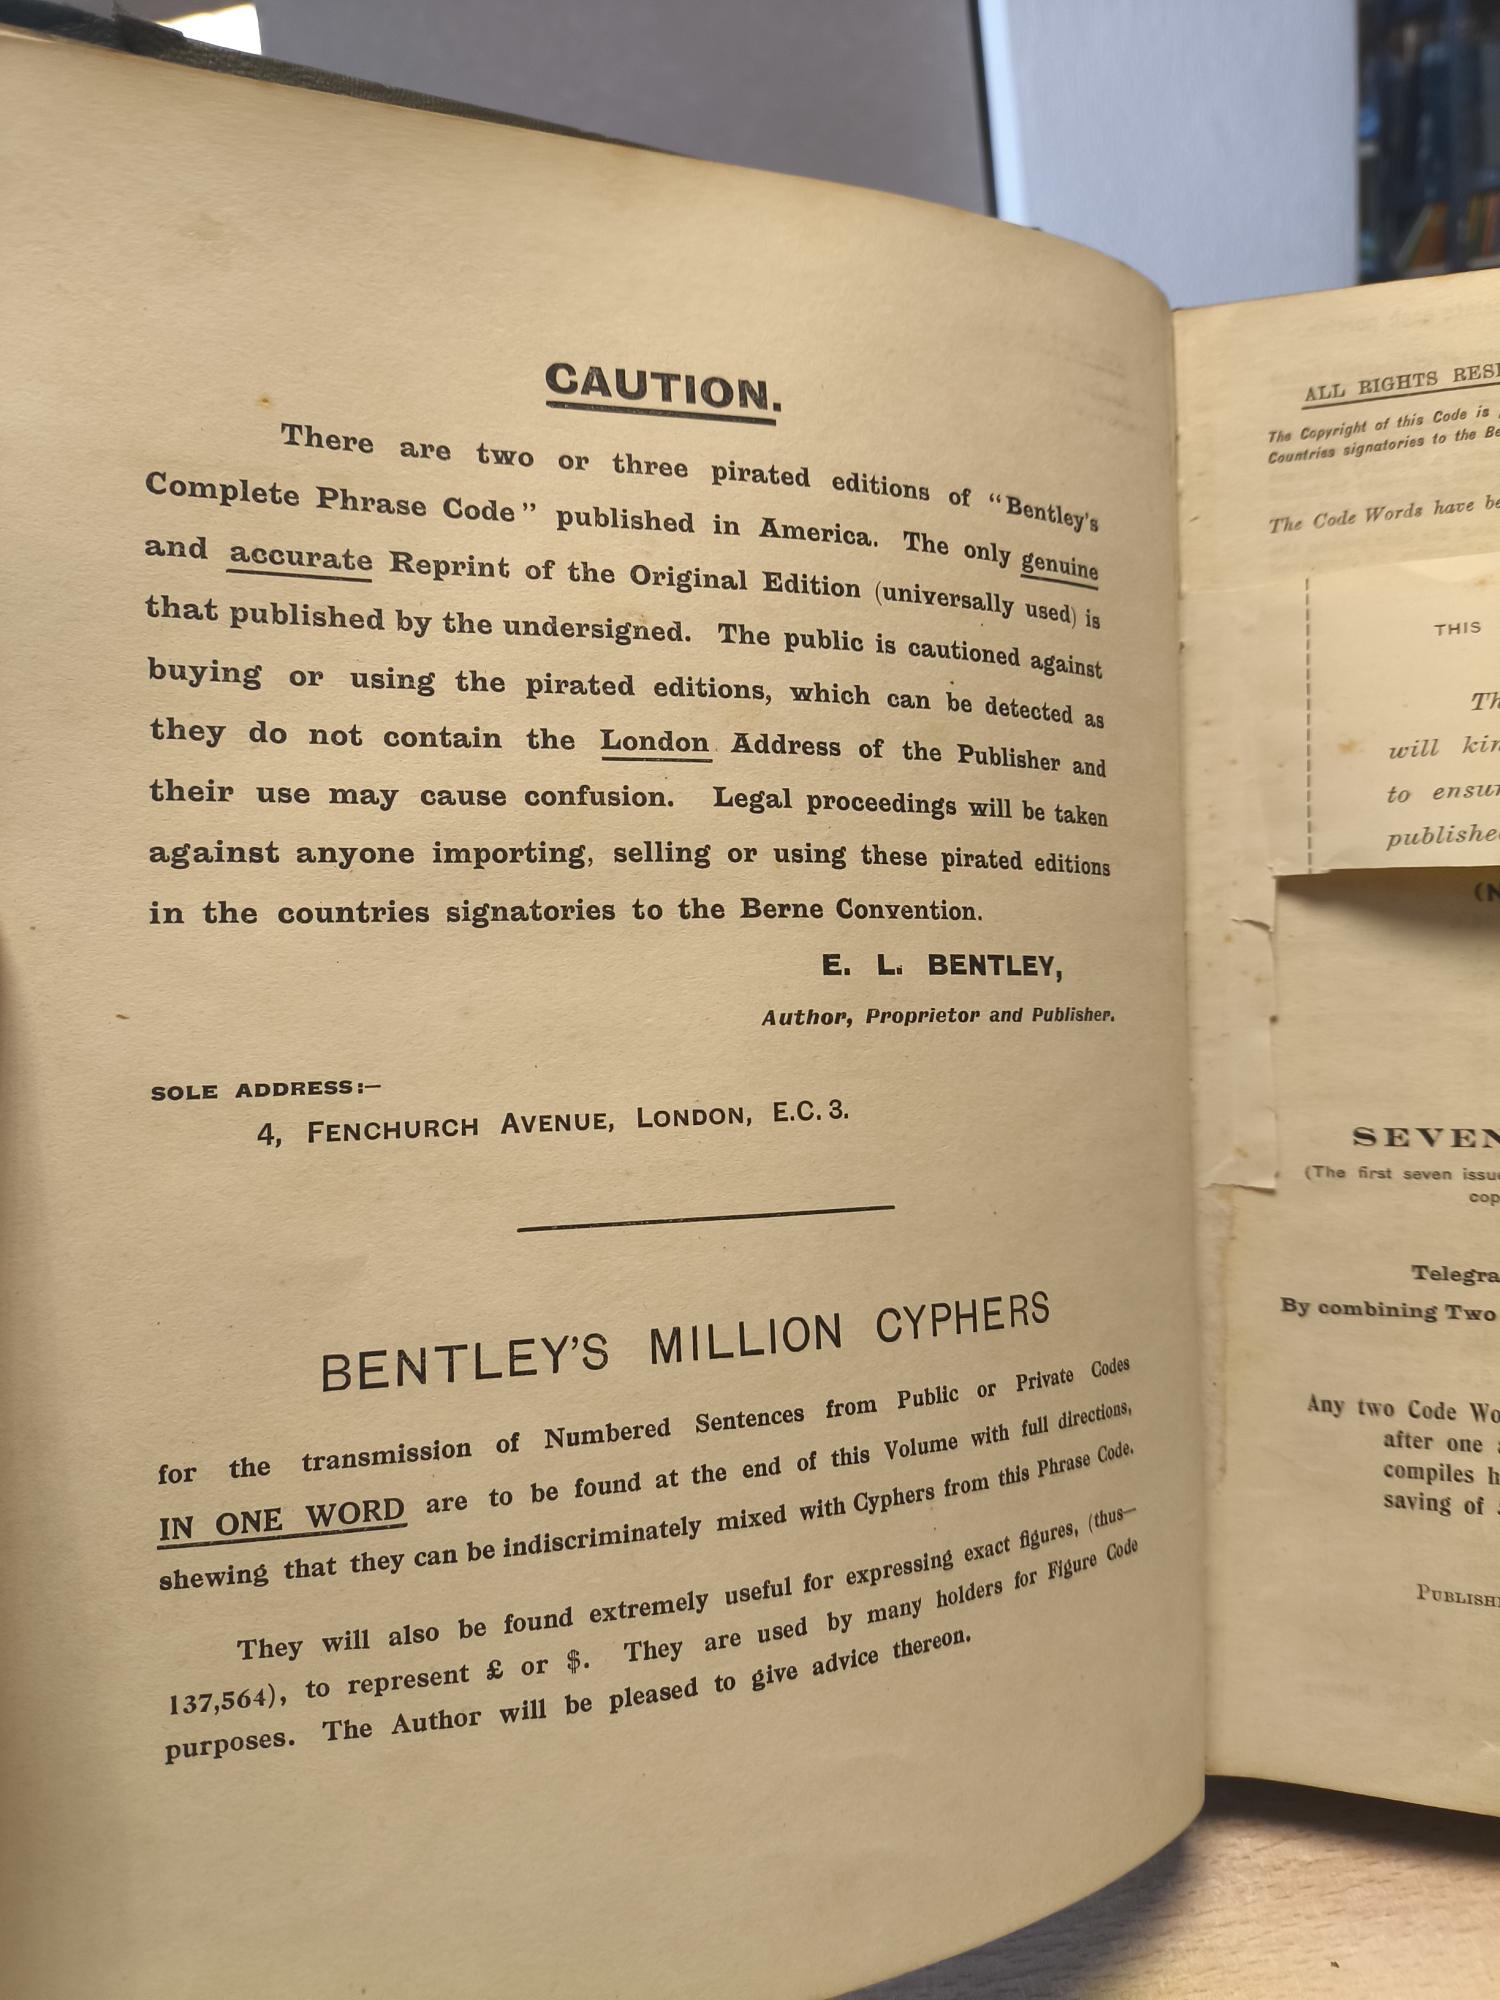 CAUTION.
There are two or three pirated editions of "Bentley's
Complete Phrase Code" published in America. The only genuine
and accurate Reprint of the Original Edition (universally used) is
that published by the undersigned. The public is cautioned against
buying or using the pirated editions, which can be detected as
they do not contain the London Address of the Publisher and
their use may cause confusion. Legal proceedings will be taken
against anyone importing, selling or using these pirated editions
in the countries signatories to the Berne Convention.
E. L. BENTLEY,
Author, Proprietor and Publisher.
SOLE ADDRESS:—
4, FENCHURCH AVENUE, LONDON, E.C. 3.
BENTLEY'S MILLION CYPHERS
for the transmission of Numbered Sentences from Public or Private Codes
IN ONE WORD are to be found at the end of this Volume with full directions,
shewing that they can be indiscriminately mixed with Cyphers from this Phrase Code.
They will also be found extremely useful for expressing exact figures, (thus—
137,564), to represent £ or $. They are used by many holders for Figure Code
purposes. The Author will be pleased to give advice thereon.
ALL RIGHTS
The Copyright of this Code is
Countries signatories to the
The Code Words have
THIS
will
to
(The first seven
By combining Two
Any two Code
after one
compiles
saving of